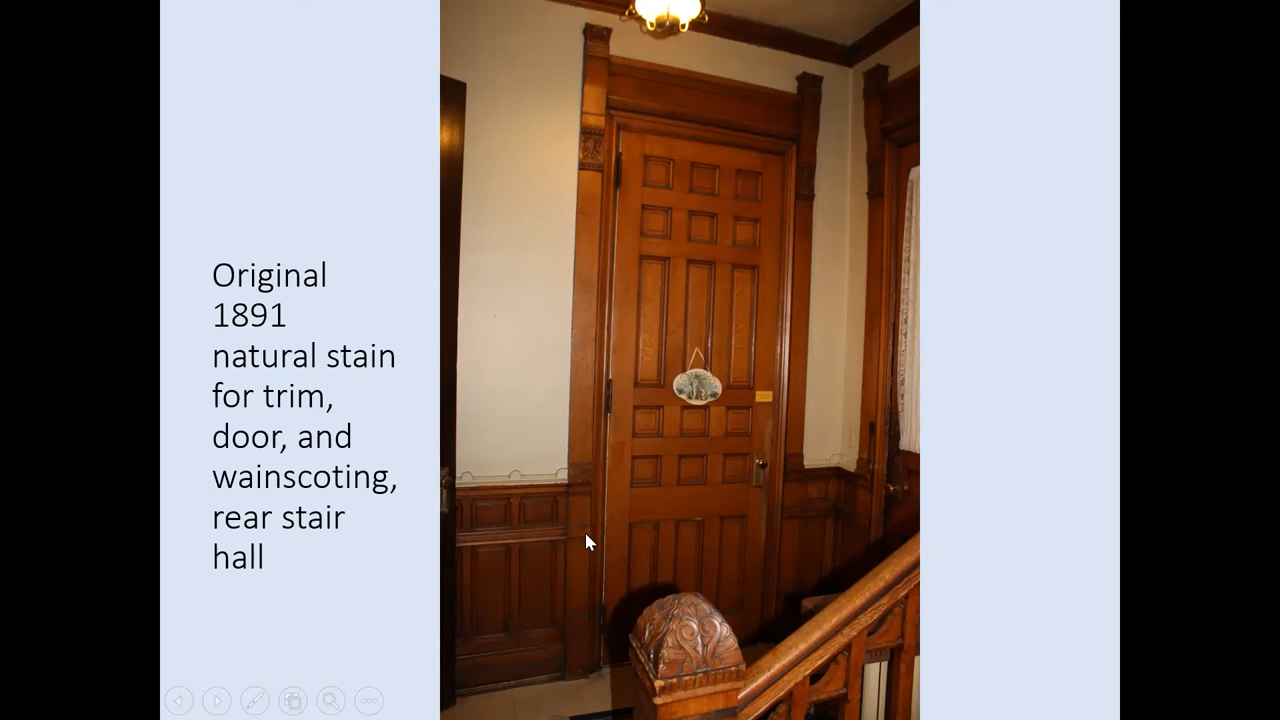 Original
1891
natural stain
for trim,
door, and
wainscoting,
rear stair
hall